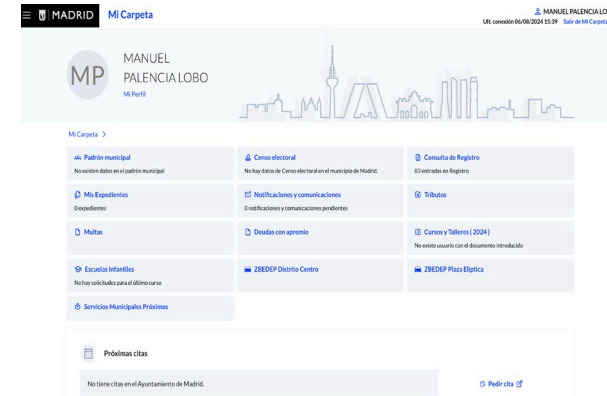 MADRID Mi Carpeta
MANUEL PALENCIA LO
Ult. conexión 06/08/2024 15:39 Salir de Mi Carpeta
MP
MANUEL
PALENCIA LOBO
Mi Perfil
Mi Carpeta >
Padrón municipal
No existen datos en el padrón municipal
Censo electoral
No hay datos de Censo electoral en el municipio de Madrid.
Consulta de Registro
83 entradas en Registro
Mis Expedientes
0 expedientes
Notificaciones y comunicaciones
0 notificaciones y comunicaciones pendientes
Tributos
Multas
Deudas con apremio
Cursos y Talleres ( 2024 )
No existe usuario con el documento introducido
Escuelas Infantiles
No hay solicitudes para el último curso
ZBEDEP Distrito Centro
ZBEDEP Plaza Elíptica
Servicios Municipales Próximos
Próximas citas
No tiene citas en el Ayuntamiento de Madrid.
Pedir cita